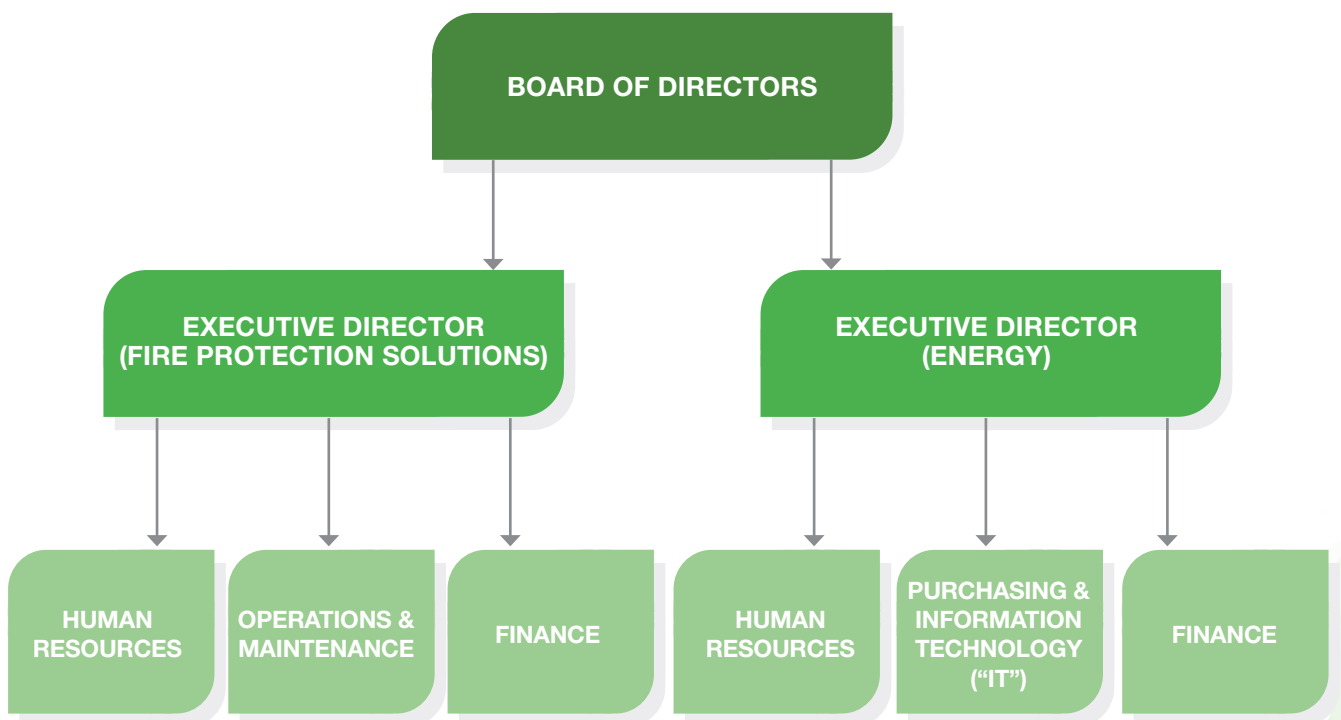 BOARD OF DIRECTORS
EXECUTIVE DIRECTOR
(FIRE PROTECTION SOLUTIONS)
EXECUTIVE DIRECTOR
(ENERGY)
HUMAN
RESOURCES
OPERATIONS &
MAINTENANCE
FINANCE
HUMAN
RESOURCES
PURCHASING &
INFORMATION
TECHNOLOGY
(“IT”)
FINANCE